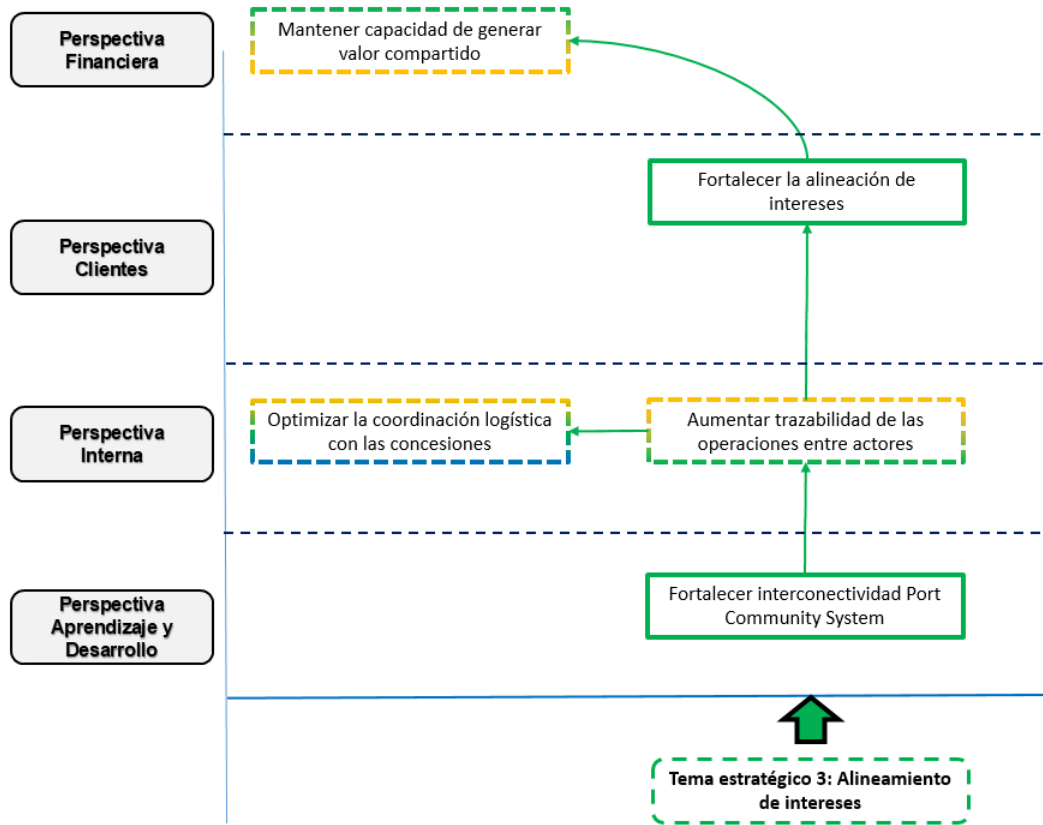 Perspectiva
Financiera
Mantener capacidad de generar
valor compartido
Fortalecer la alineación de
intereses
Perspectiva
Clientes
Perspectiva
Interna
Optimizar la coordinación logística
con las concesiones
Aumentar trazabilidad de las
operaciones entre actores
Perspectiva
Aprendizaje y
Desarrollo
Fortalecer interconectividad Port
Community System
Tema estratégico 3: Alineamiento
de intereses